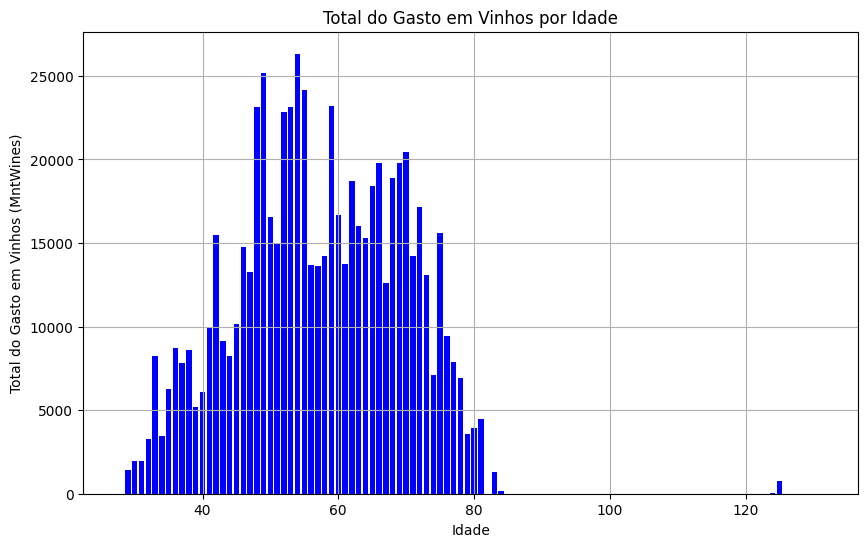 Total do Gasto em Vinhos por Idade
Total do Gasto em Vinhos (MntWines)
25000
20000
15000
10000
5000
0
40 60 80 100 120
Idade